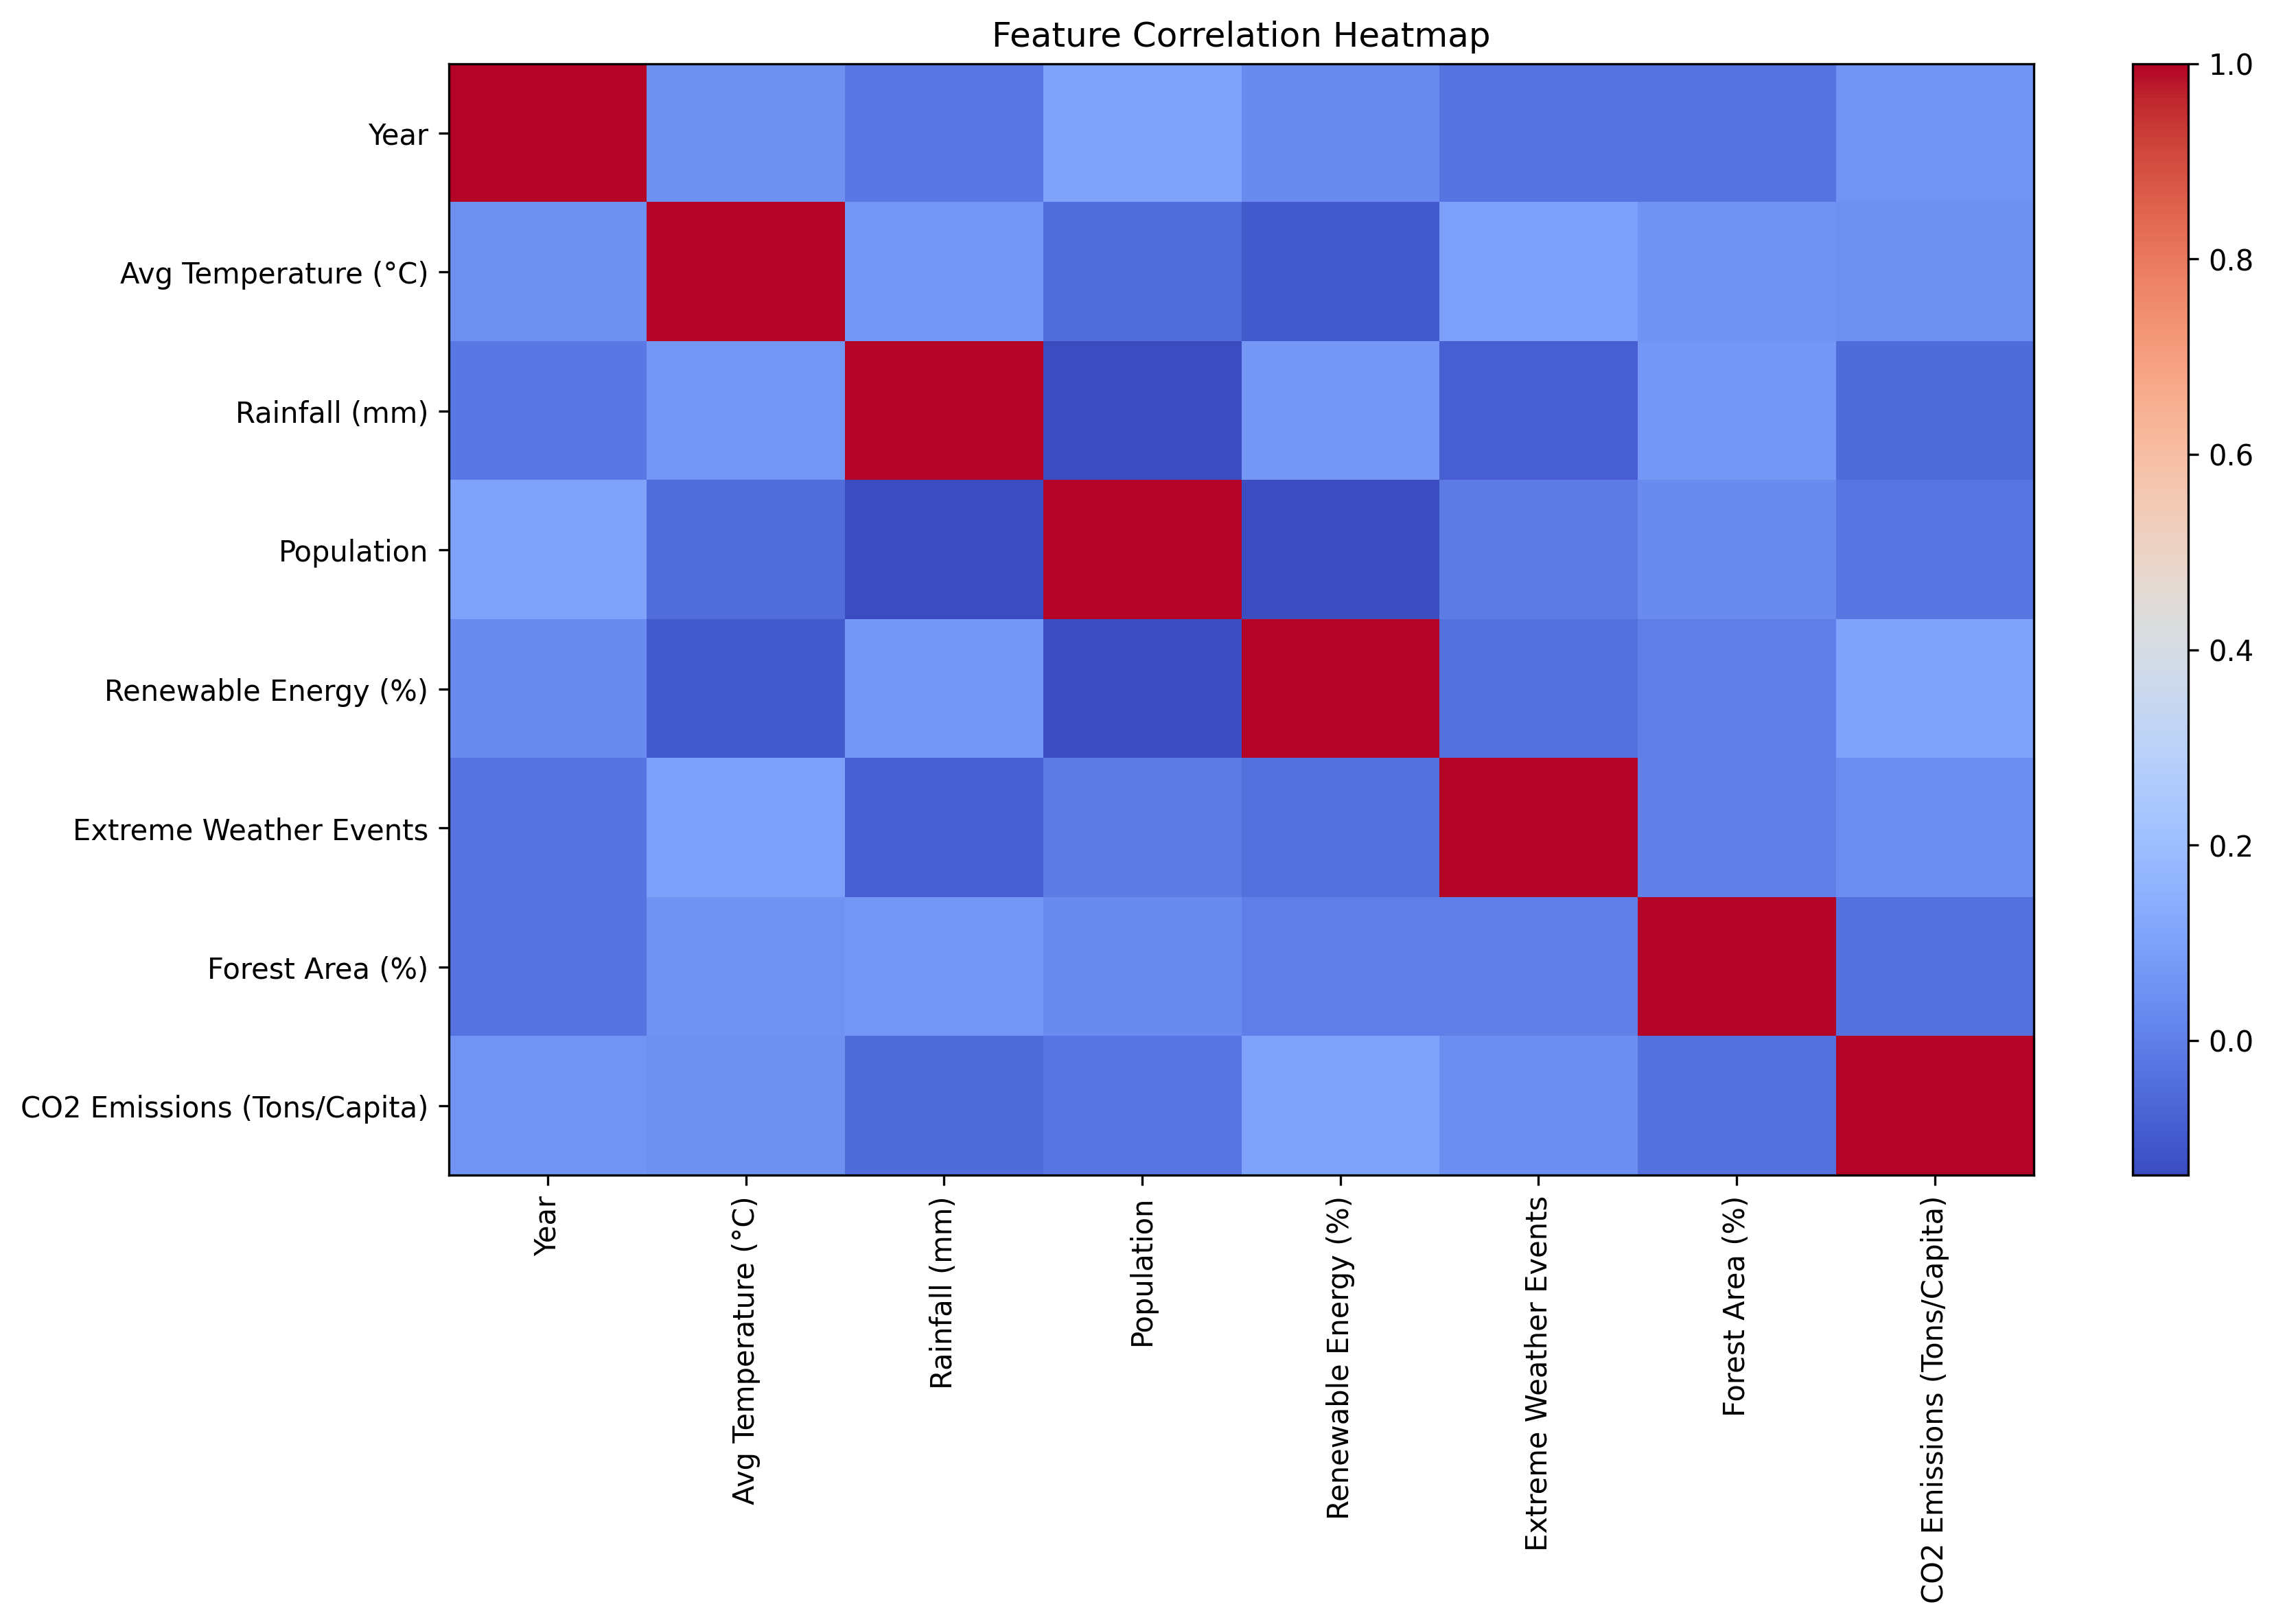 Feature Correlation Heatmap
Year
Avg Temperature (°C)
Rainfall (mm)
Population
Renewable Energy (%)
Extreme Weather Events
Forest Area (%)
CO2 Emissions (Tons/Capita)
Year
Avg Temperature (°C)
Rainfall (mm)
Population
Renewable Energy (%)
Extreme Weather Events
Forest Area (%)
CO2 Emissions (Tons/Capita)
1.0
0.8
0.6
0.4
0.2
0.0